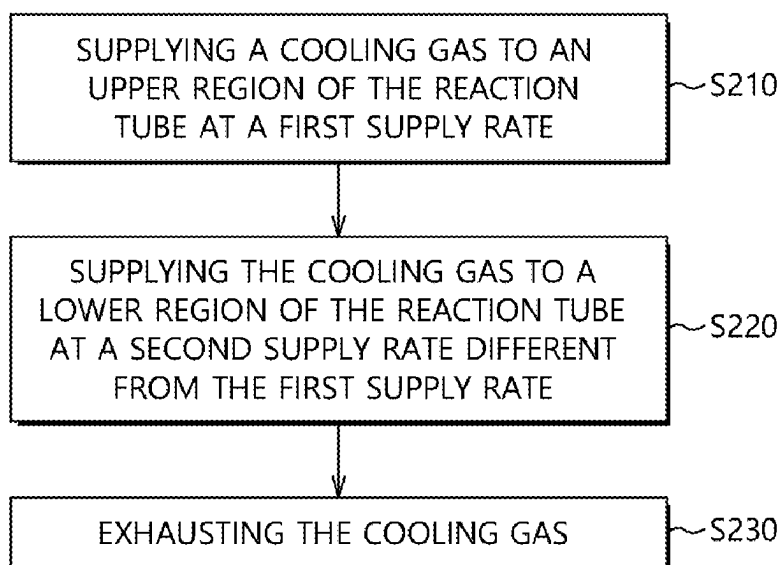 SUPPLYING A COOLING GAS TO AN
UPPER REGION OF THE REACTION
TUBE AT A FIRST SUPPLY RATE
S210
SUPPLYING THE COOLING GAS TO A
LOWER REGION OF THE REACTION TUBE
AT A SECOND SUPPLY RATE DIFFERENT
FROM THE FIRST SUPPLY RATE
S220
EXHAUSTING THE COOLING GAS
S230